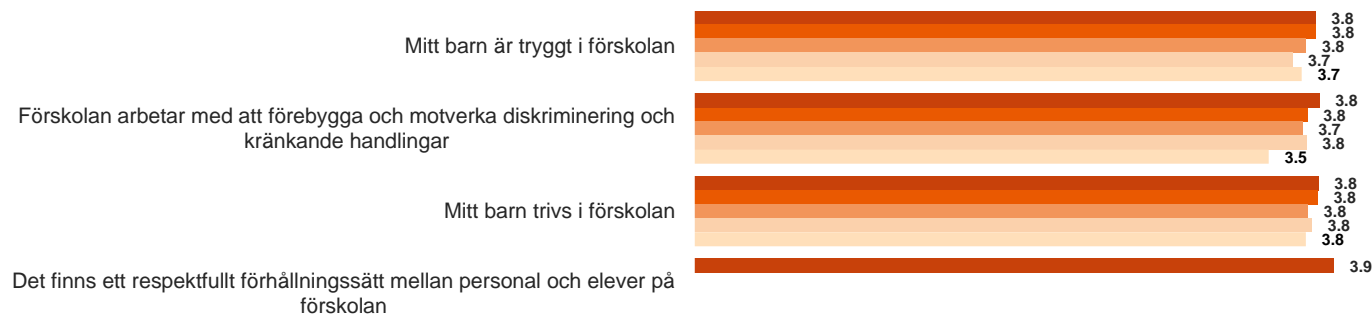 Mitt barn är tryggt i förskolan
3.8
3.8
3.8
3.7
3.7
Förskolan arbetar med att förebygga och motverka diskriminering och
kränkande handlingar
3.8
3.8
3.7
3.8
3.5
Mitt barn trivs i förskolan
3.8
3.8
3.8
3.8
3.8
Det finns ett respektfullt förhållningssätt mellan personal och elever på
förskolan
3.9